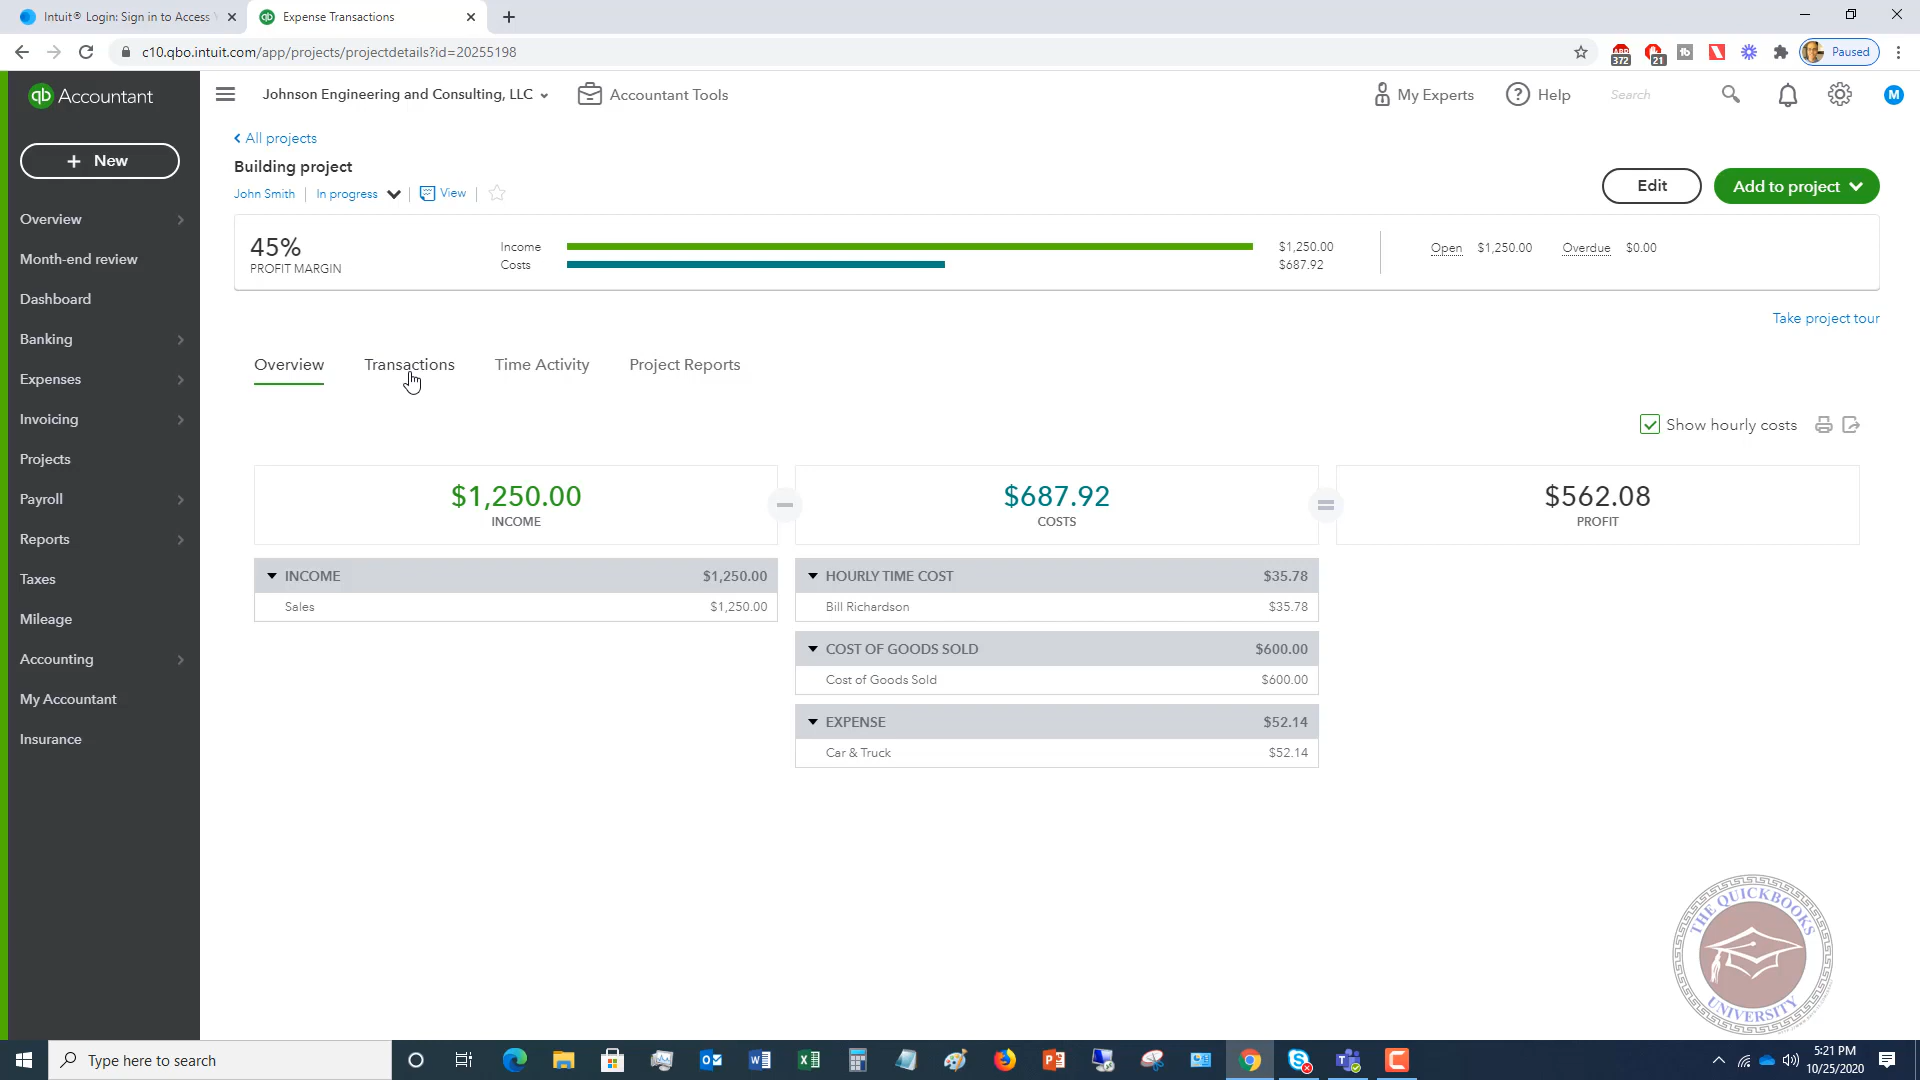 Intuit® Login: Sign in to Access
Expense Transactions
c10.qbo.intuit.com/app/projects/projectdetails?id=20255198
372
21
Paused
qb Accountant
Johnson Engineering and Consulting, LLC
Accountant Tools
My Experts
Help
Search
M
+ New
Overview
Month-end review
Dashboard
Banking
Expenses
Invoicing
Projects
Payroll
Reports
Taxes
Mileage
Accounting
My Accountant
Insurance
All projects
Building project
John Smith In progress View
Edit
Add to project
45%
PROFIT MARGIN
Income $1,250.00
Costs $687.92
Open $1,250.00 Overdue $0.00
Take project tour
Overview Transactions Time Activity Project Reports
Show hourly costs
$1,250.00
INCOME
$687.92
COSTS
$562.08
PROFIT
INCOME $1,250.00
Sales $1,250.00
HOURLY TIME COST $35.78
Bill Richardson $35.78
COST OF GOODS SOLD $600.00
Cost of Goods Sold $600.00
EXPENSE $52.14
Car & Truck $52.14
THE QUICKBOOKS
UNIVERSITY
Type here to search
5:21 PM
10/25/2020